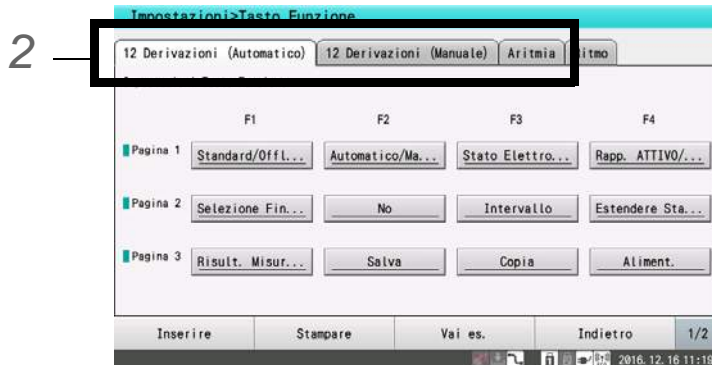 Impostazioni>Tasto Funzione
2
12 Derivazioni (Automatico) 12 Derivazioni (Manuale) Aritmia Ritmo
F1 F2 F3 F4
Pagina 1 Standard/Offl... Automatico/Ma... Stato Elettro... Rapp. ATTIVO/...
Pagina 2 Selezione Fin... No Intervallo Estendere Sta...
Pagina 3 Risult. Misur... Salva Copia Aliment.
Inserire Stampare Vai es. Indietro 1/2
2016.12.16 11:19